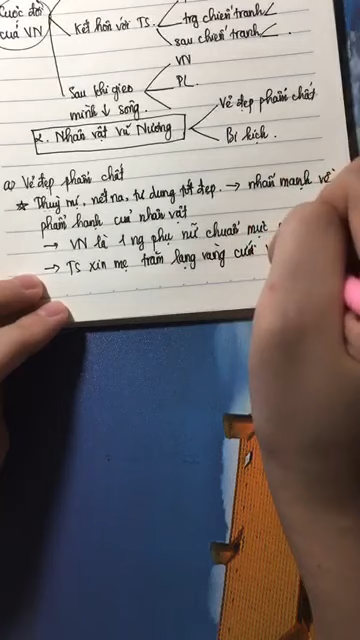 Cuộc đời
của VN
Kết hôn với TS
trg chiến tranh
sau chiến tranh
VN
PL
Sau khi gieo
mình ↓ sông
2. Nhân vật Vũ Nương
Vẻ đẹp phẩm chất
Bi kịch.
a) Vẻ đẹp phẩm chất
* Thuỳ mị, nết na, tư dung tốt đẹp. → nhấn mạnh về
phẩm hạnh của nhân vật
→ VN là 1 ng phụ nữ chuẩn mực
→ TS xin mẹ trăm lạng vàng cưới